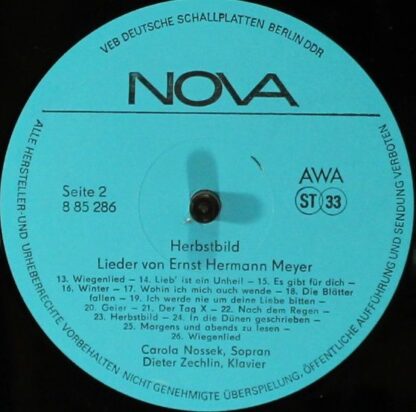 VEB DEUTSCHE SCHALLPLATTEN BERLIN DDR
NOVA
Seite 2
8 85 286
AWA
ST 33
Herbstbild
Lieder von Ernst Hermann Meyer
13. Wiegenlied – 14. Lieb' ist ein Unheil – 15. Es gibt für dich –
16. Winter – 17. Wohin ich mich auch wende – 18. Die Blätter
fallen – 19. Ich werde nie um deine Liebe bitten –
20. Geier – 21. Der Tag X – 22. Nach dem Regen –
23. Herbstbild – 24. In die Dünen geschrieben –
25. Morgens und abends zu lesen –
26. Wiegenlied
Carola Nossek, Sopran
Dieter Zechlin, Klavier
ALLE HERSTELLER-UND URHEBERRECHTE VORBEHALTEN NICHT GENEHMIGTE ÜBERSPIELUNG, ÖFFENTLICHE AUFFÜHRUNG UND SENDUNG VERBOTEN